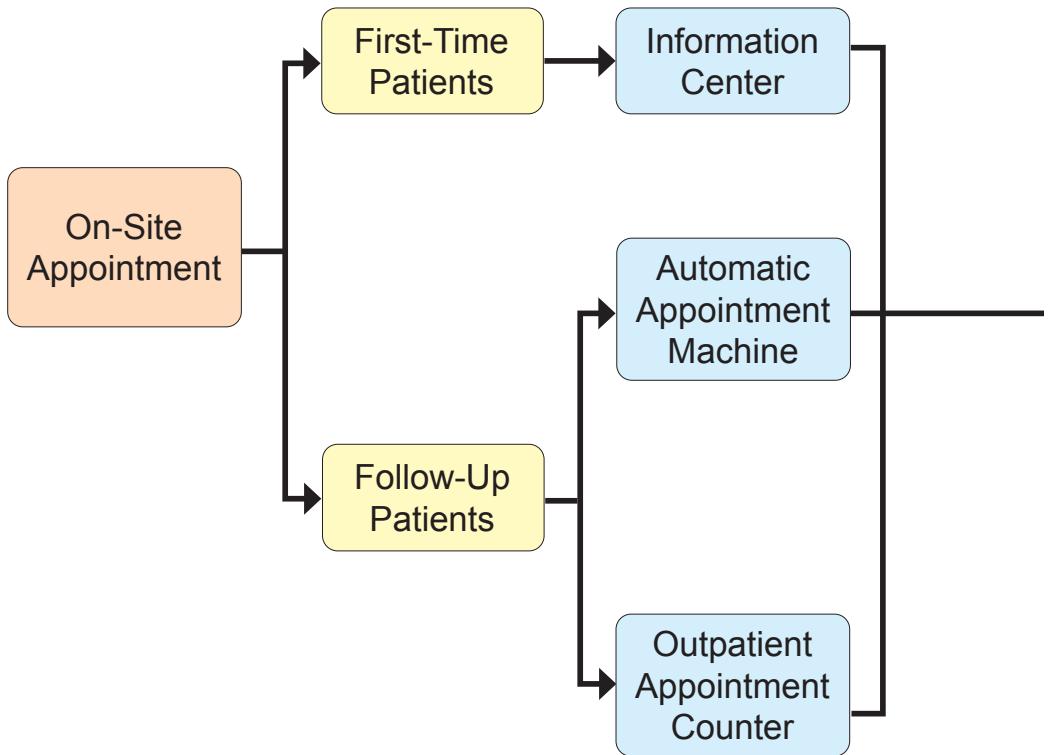 On-Site
Appointment
First-Time
Patients
Information
Center
Follow-Up
Patients
Automatic
Appointment
Machine
Outpatient
Appointment
Counter